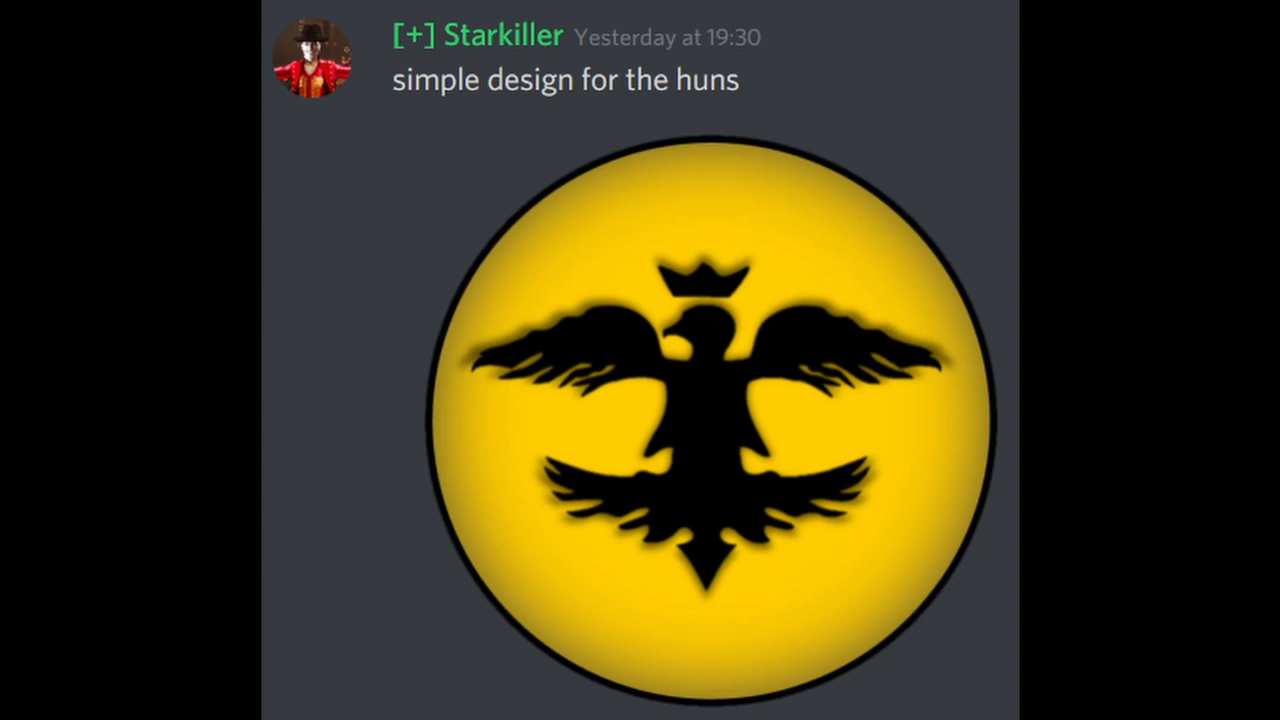 [+] Starkiller Yesterday at 19:30
simple design for the huns